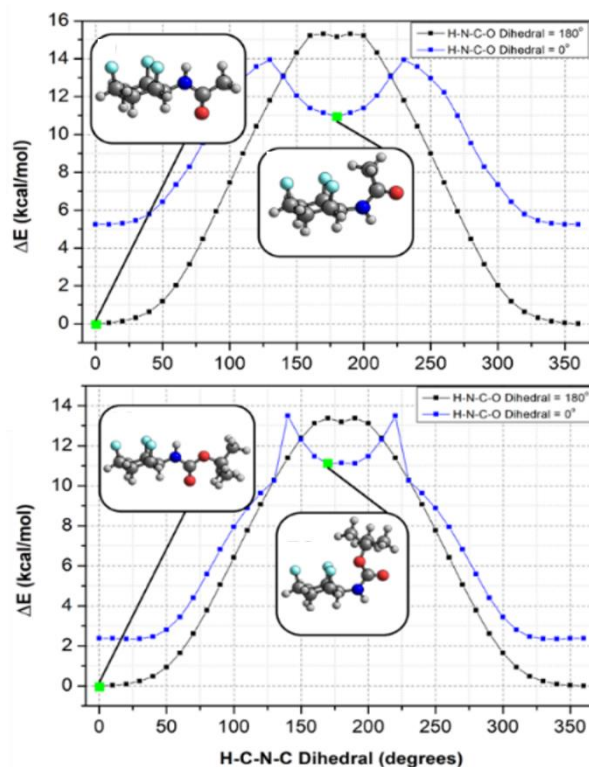 16
14
12
10
8
6
4
2
0
ΔE (kcal/mol)
H-N-C-O Dihedral = 180°
H-N-C-O Dihedral = 0°
0 50 100 150 200 250 300 350
14
12
10
8
6
4
2
0
ΔE (kcal/mol)
H-N-C-O Dihedral = 180°
H-N-C-O Dihedral = 0°
0 50 100 150 200 250 300 350
H-C-N-C Dihedral (degrees)